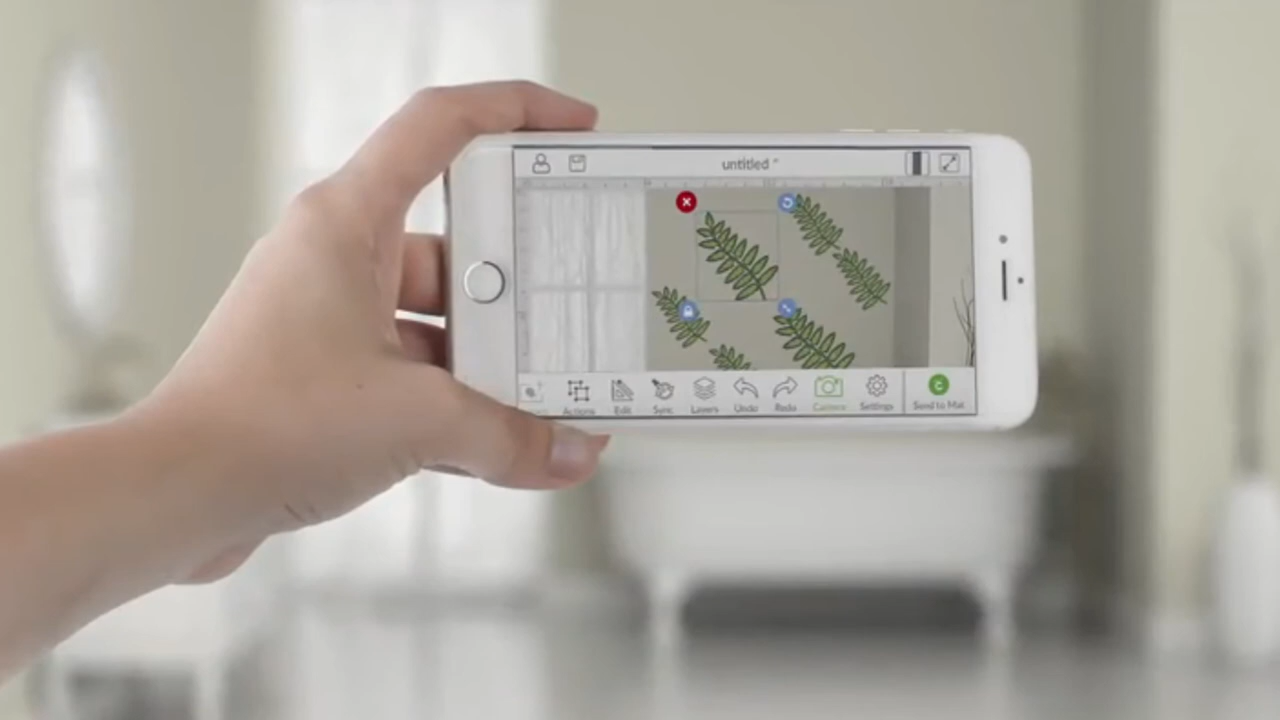 untitled *
Actions Edit Sync Layers Undo Redo Camera Settings Send to Mat